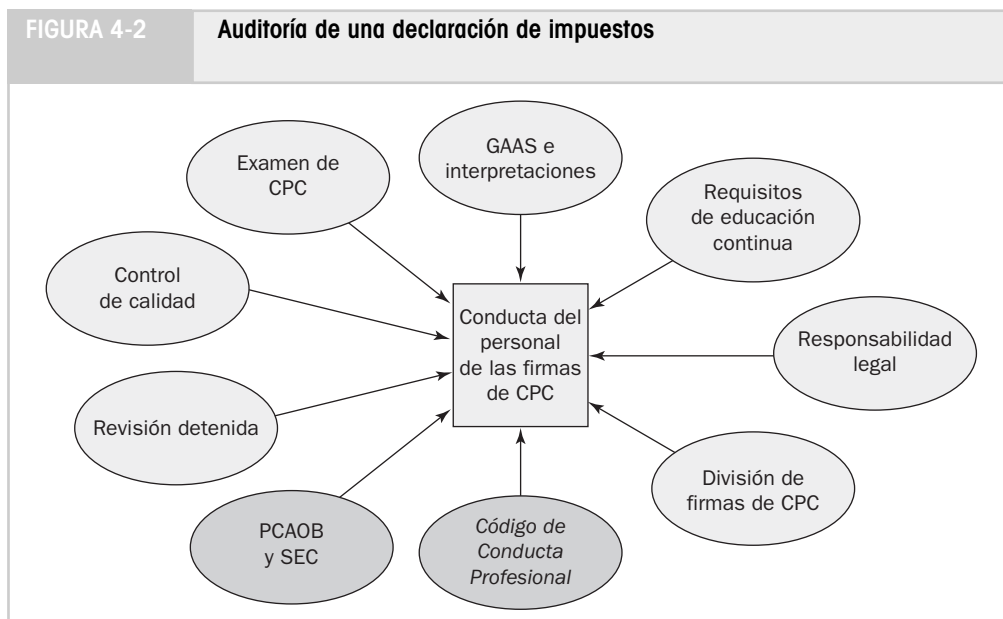 FIGURA 4-2
Auditoría de una declaración de impuestos
GAAS e
interpretaciones
Examen de
CPC
Requisitos
de educación
continua
Control
de calidad
Conducta del
personal
de las firmas
de CPC
Responsabilidad
legal
Revisión detenida
División de
firmas de CPC
PCAOB
y SEC
Código de
Conducta
Profesional